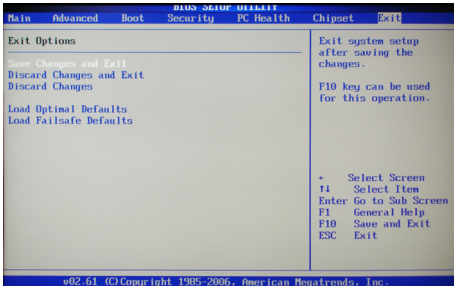 BIOS SETUP UTILITY
Main Advanced Boot Security PC Health Chipset Exit
Exit Options
Save Changes and Exit
Discard Changes and Exit
Discard Changes
Load Optimal Defaults
Load Failsafe Defaults
Exit system setup
after saving the
changes.
F10 key can be used
for this operation.
← Select Screen
↑↓ Select Item
Enter Go to Sub Screen
F1 General Help
F10 Save and Exit
ESC Exit
v02.61 (C)Copyright 1985-2006, American Megatrends, Inc.